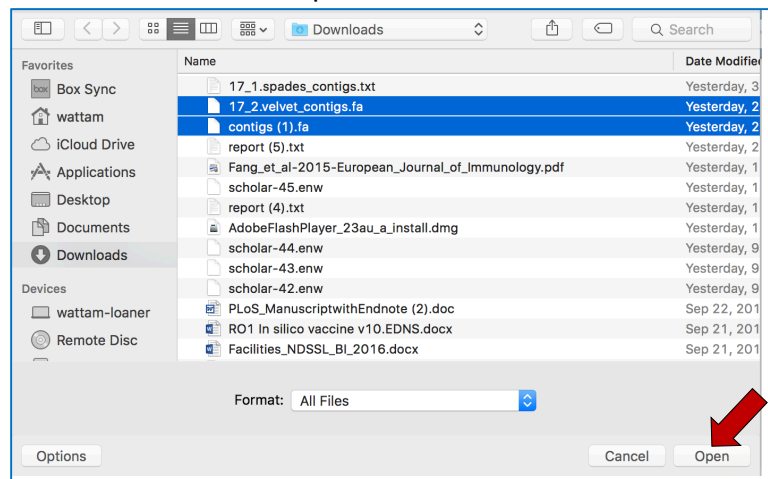 Downloads
Search
Favorites
Name
Date Modifie
box Box Sync
17_1.spades_contigs.txt
Yesterday, 3
17_2.velvet_contigs.fa
Yesterday, 2
wattam
contigs (1).fa
Yesterday, 2
iCloud Drive
report (5).txt
Yesterday, 2
Applications
Fang_et_al-2015-European_Journal_of_Immunology.pdf
Yesterday, 1
scholar-45.enw
Yesterday, 1
Desktop
report (4).txt
Yesterday, 1
Documents
AdobeFlashPlayer_23au_a_install.dmg
Yesterday, 1
Downloads
scholar-44.enw
Yesterday, 9
scholar-43.enw
Yesterday, 9
Devices
scholar-42.enw
Yesterday, 9
wattam-loaner
PLoS_ManuscriptwithEndnote (2).doc
Sep 22, 201
Remote Disc
RO1 In silico vaccine v10.EDNS.docx
Sep 21, 201
Facilities_NDSSL_BI_2016.docx
Sep 21, 201
Format: All Files
Options
Cancel
Open